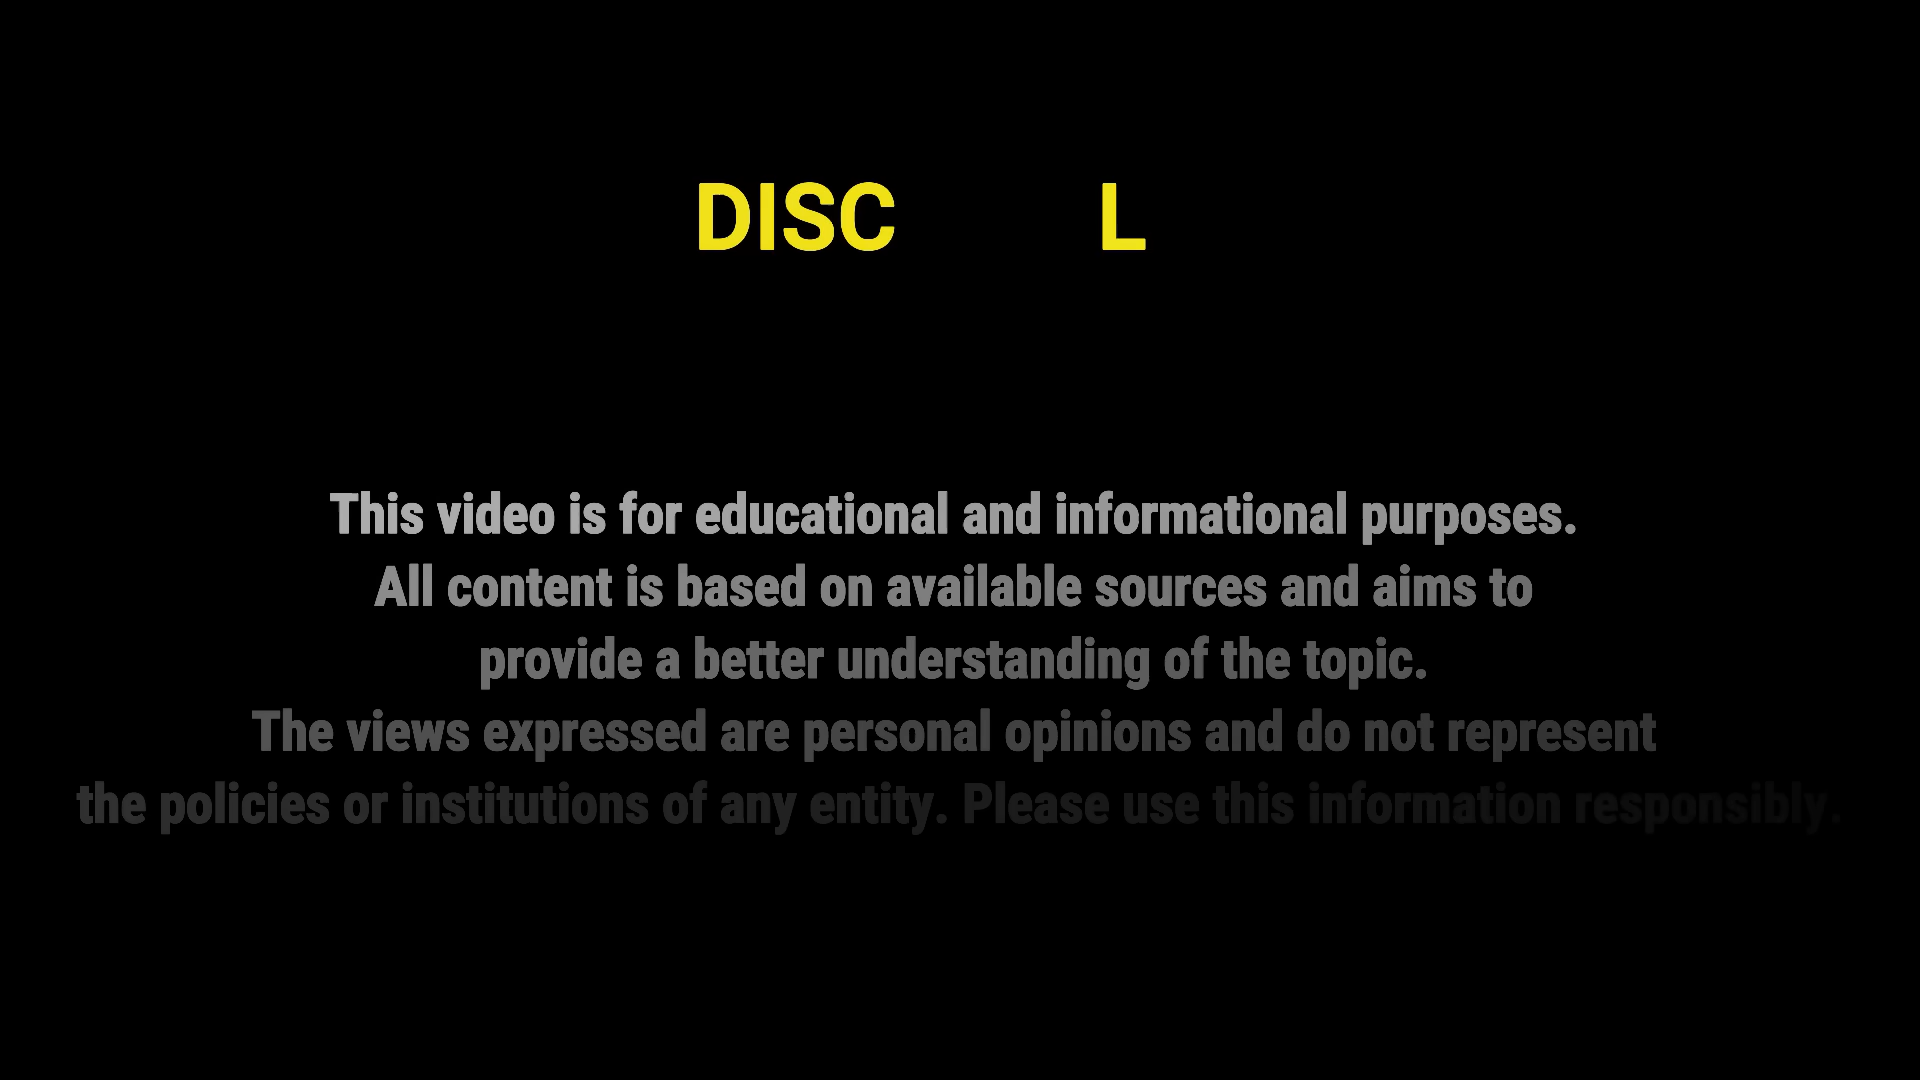 DISC L
This video is for educational and informational purposes.
All content is based on available sources and aims to
provide a better understanding of the topic.
The views expressed are personal opinions and do not represent
the policies or institutions of any entity. Please use this information responsibly.